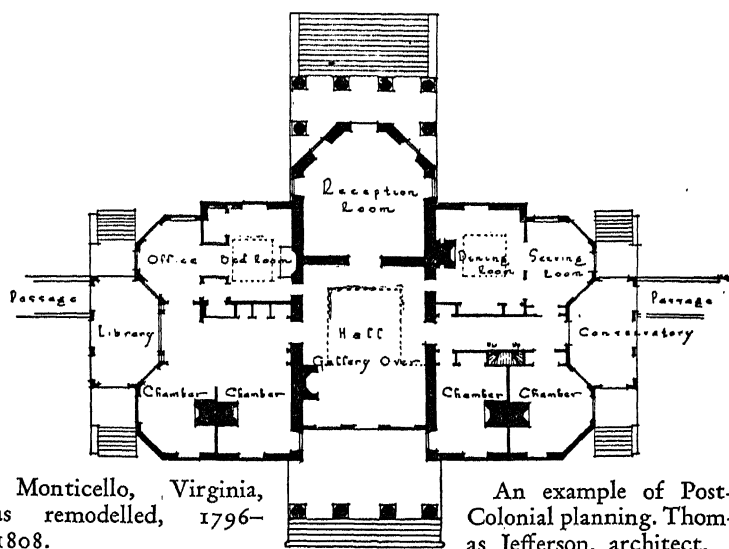 Reception
Room
Office
Bed Room
Dining
Room
Serving
Room
Passage
Passage
Library
Hall
Gallery Over
Conservatory
Chamber
Chamber
Chamber
Chamber
Monticello, Virginia,
as remodelled, 1796–
1808.
An example of Post-
Colonial planning. Thom-
as Jefferson, architect.